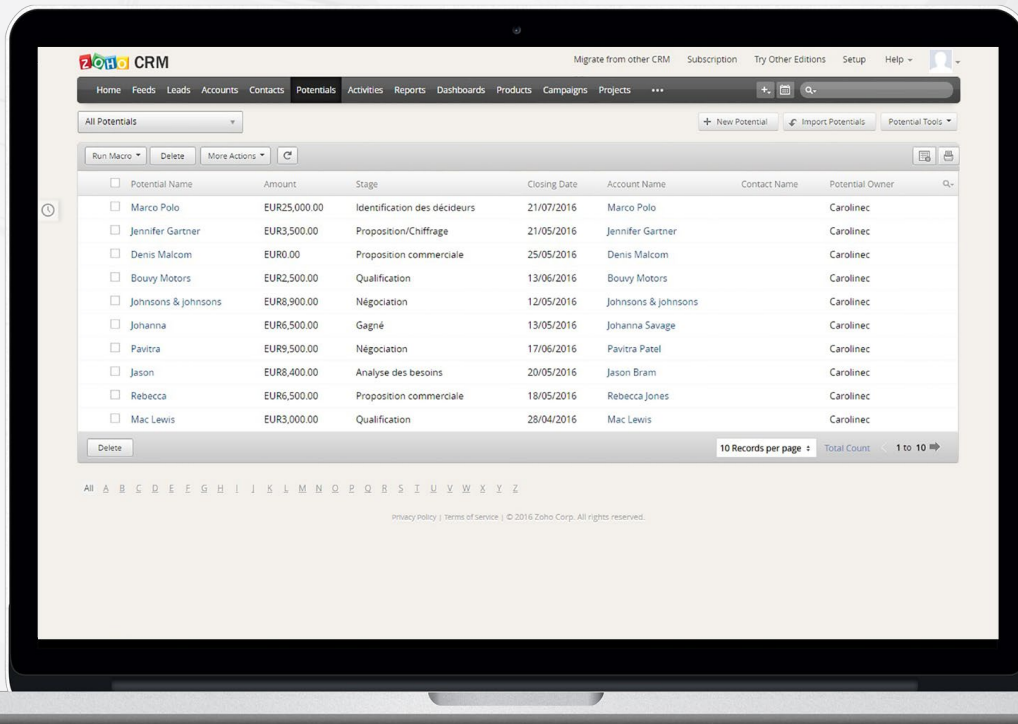 ZOHO CRM
Migrate from other CRM Subscription Try Other Editions Setup Help
Home Feeds Leads Accounts Contacts Potentials Activities Reports Dashboards Products Campaigns Projects •••
All Potentials
+ New Potential Import Potentials Potential Tools
Run Macro Delete More Actions
Potential Name Amount Stage Closing Date Account Name Contact Name Potential Owner
Marco Polo EUR25,000.00 Identification des décideurs 21/07/2016 Marco Polo Carolinec
Jennifer Gartner EUR3,500.00 Proposition/Chiffrage 21/05/2016 Jennifer Gartner Carolinec
Denis Malcom EUR0.00 Proposition commerciale 25/05/2016 Denis Malcom Carolinec
Bouvy Motors EUR2,500.00 Qualification 13/06/2016 Bouvy Motors Carolinec
Johnsons & johnsons EUR8,900.00 Négociation 12/05/2016 Johnsons & johnsons Carolinec
Johanna EUR6,500.00 Gagné 13/05/2016 Johanna Savage Carolinec
Pavitra EUR9,500.00 Négociation 17/06/2016 Pavitra Patel Carolinec
Jason EUR8,400.00 Analyse des besoins 20/05/2016 Jason Bram Carolinec
Rebecca EUR6,500.00 Proposition commerciale 18/05/2016 Rebecca Jones Carolinec
Mac Lewis EUR3,000.00 Qualification 28/04/2016 Mac Lewis Carolinec
Delete 10 Records per page Total Count 1 to 10
All A B C D E F G H I J K L M N O P Q R S T U V W X Y Z
Privacy Policy | Terms of Service | © 2016 Zoho Corp. All rights reserved.